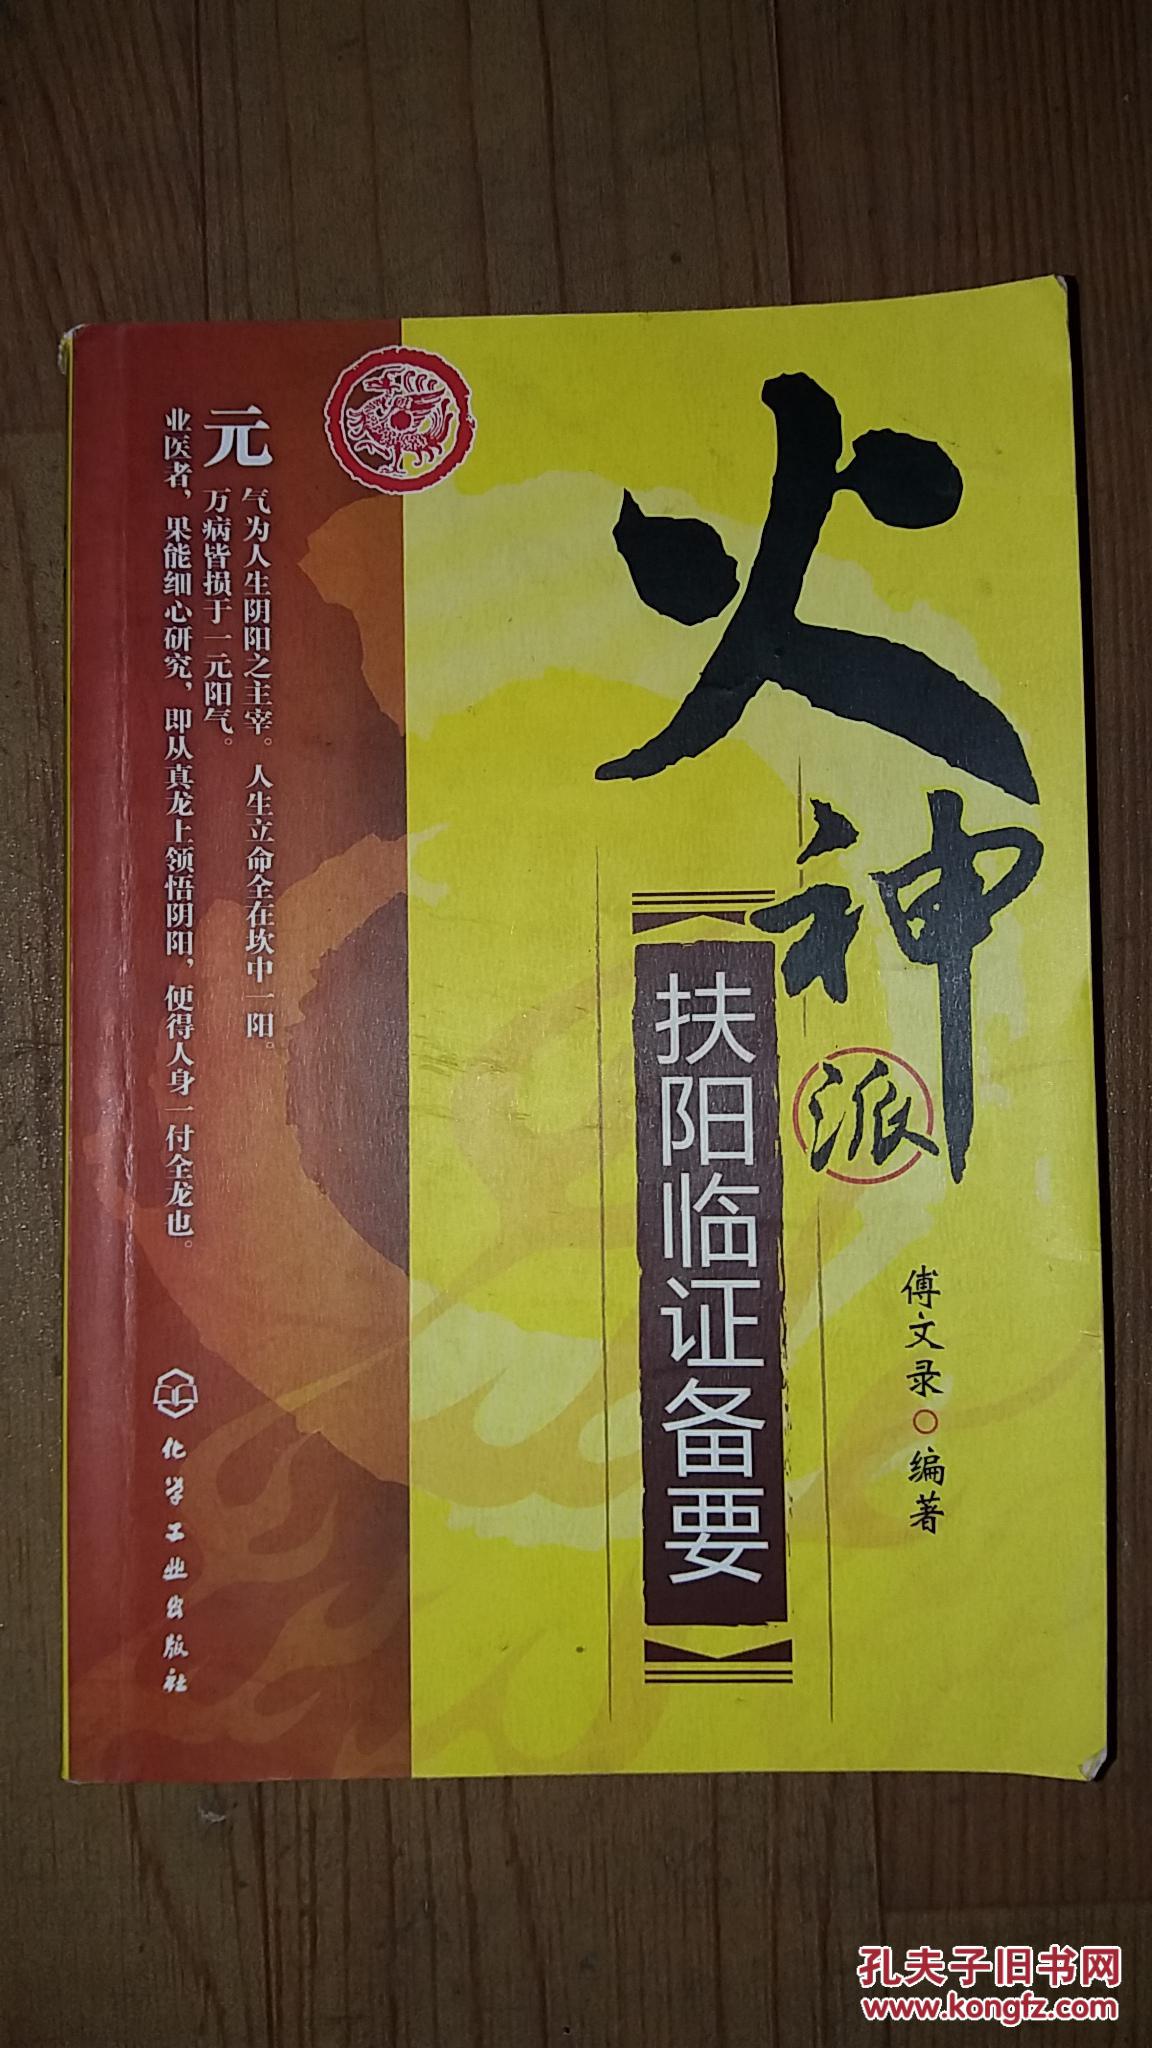 火神派
扶阳临证备要
傅文录○编著
元
气为人生阴阳之主宰。人生立命全在坎中一阳。
万病皆损于一元阳气。
业医者，果能细心研究，即从真龙上领悟阴阳，便得人身一付全龙也。
化学工业出版社
孔夫子旧书网
www.kongfz.com